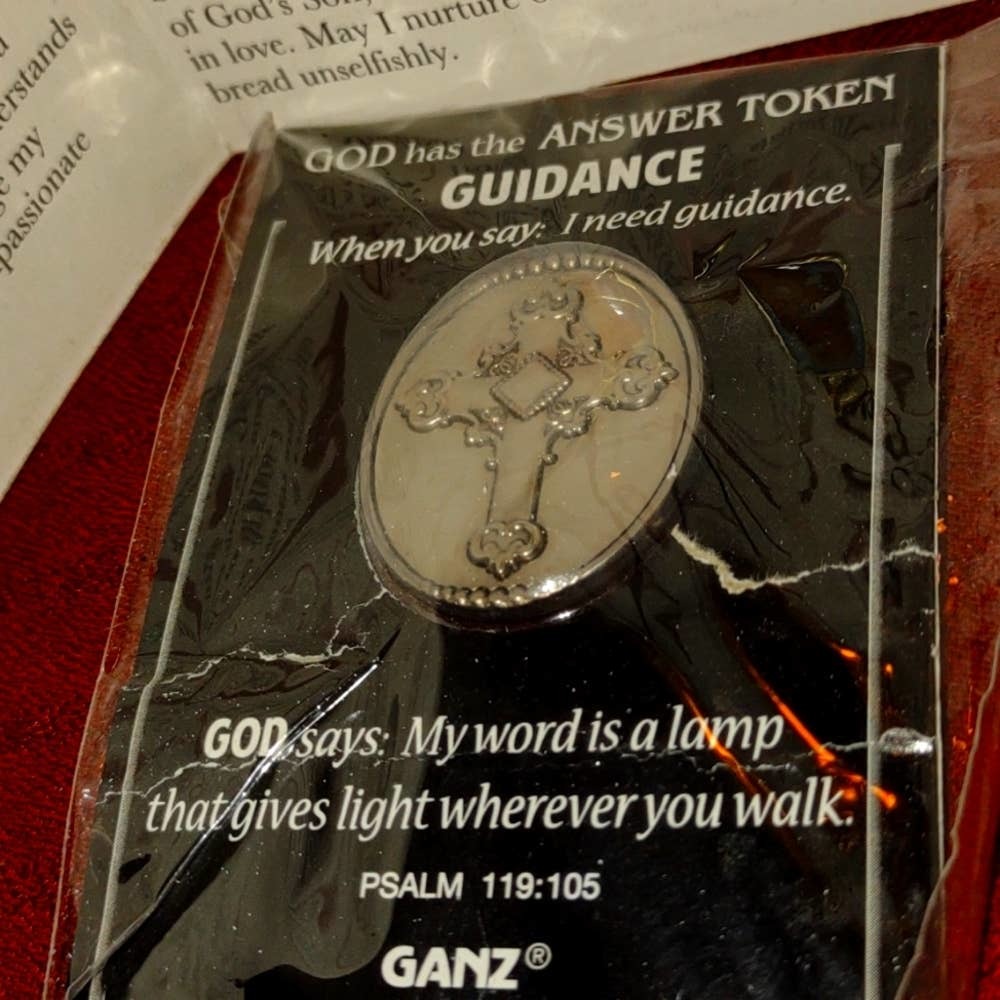 of God's Son,
in love. May I nurture
bread unselfishly.
erstands
my
passionate
GOD has the ANSWER TOKEN
GUIDANCE
When you say: I need guidance.
GOD says: My word is a lamp
that gives light wherever you walk.
PSALM 119:105
GANZ®